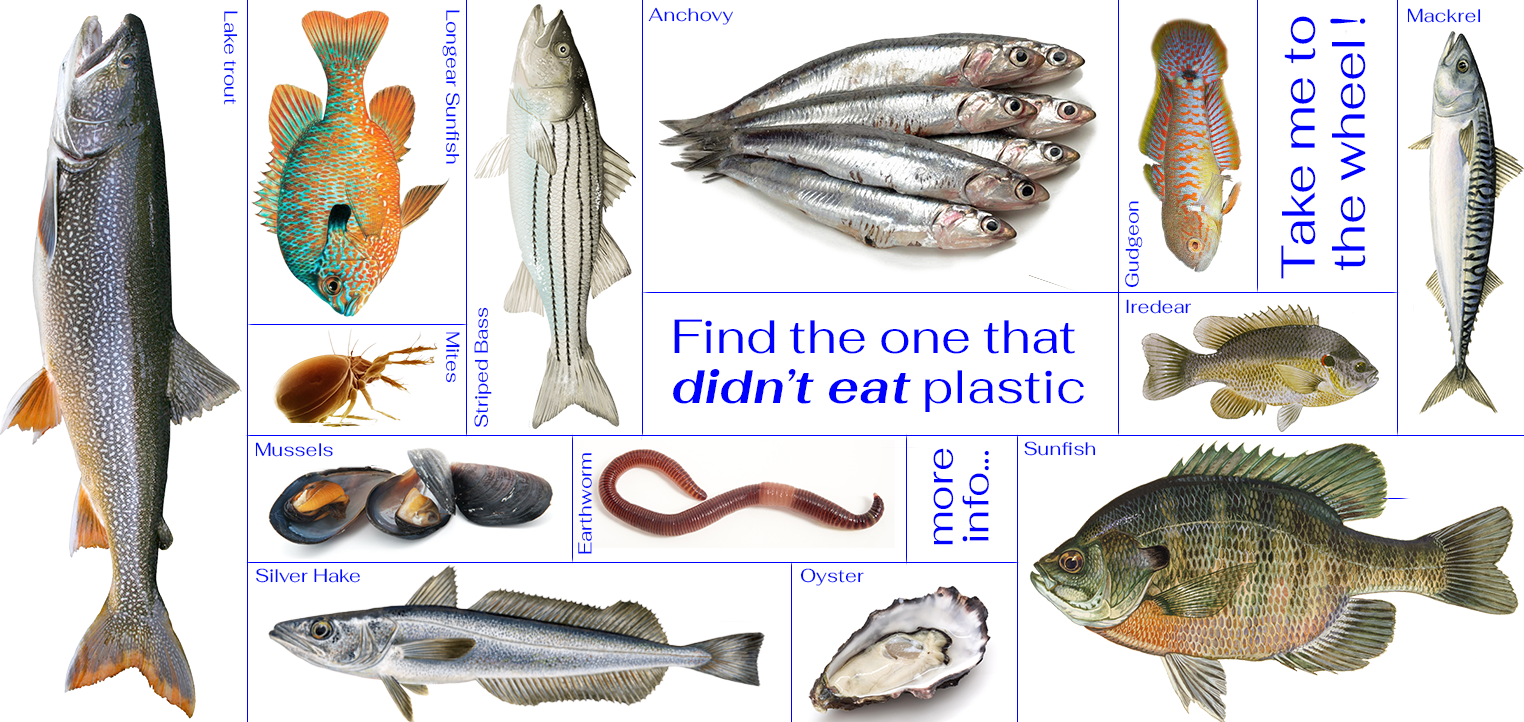 Lake trout
Longear Sunfish
Mites
Striped Bass
Anchovy
Gudgeon
Take me to
the wheel !
Mackrel
Find the one that
didn't eat plastic
Iredear
Mussels
Earthworm
more
info...
Sunfish
Silver Hake
Oyster